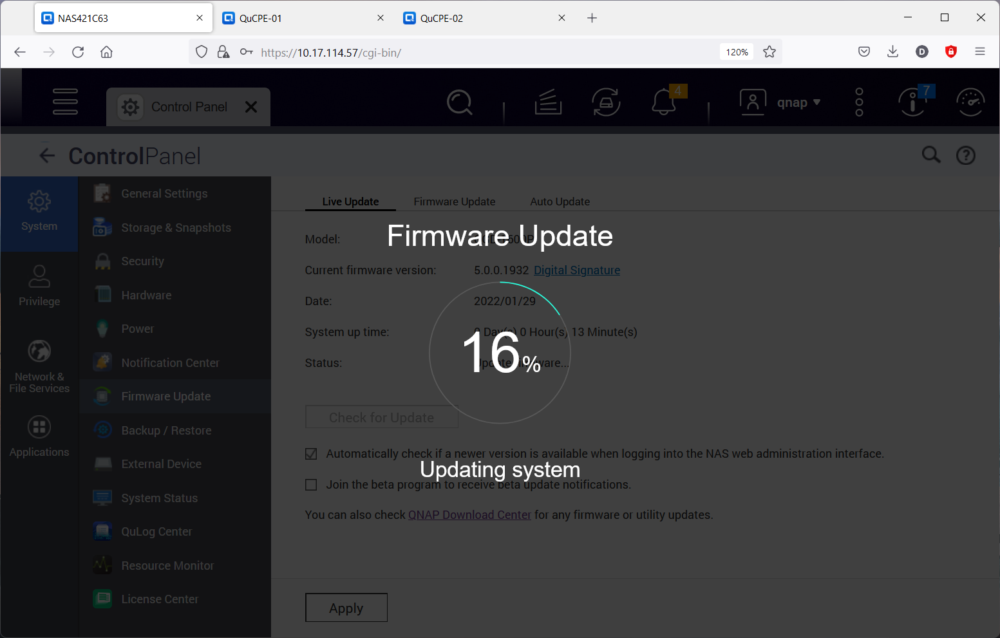 NAS421C63
QuCPE-01
QuCPE-02
https://10.17.114.57/cgi-bin/
120%
D
Control Panel
4
qnap
7
ControlPanel
System
Privilege
Network &
File Services
Applications
General Settings
Storage & Snapshots
Security
Hardware
Power
Notification Center
Firmware Update
Backup / Restore
External Device
System Status
QuLog Center
Resource Monitor
License Center
Live Update
Firmware Update
Auto Update
Model:
Firmware Update
Current firmware version: 5.0.0.1932 Digital Signature
Date: 2022/01/29
System up time: 0 Day(s) 0 Hour(s) 13 Minute(s)
16%
Status:
Check for Update
Automatically check if a newer version is available when logging into the NAS web administration interface.
Updating system
Join the beta program to receive beta update notifications.
You can also check QNAP Download Center for any firmware or utility updates.
Apply